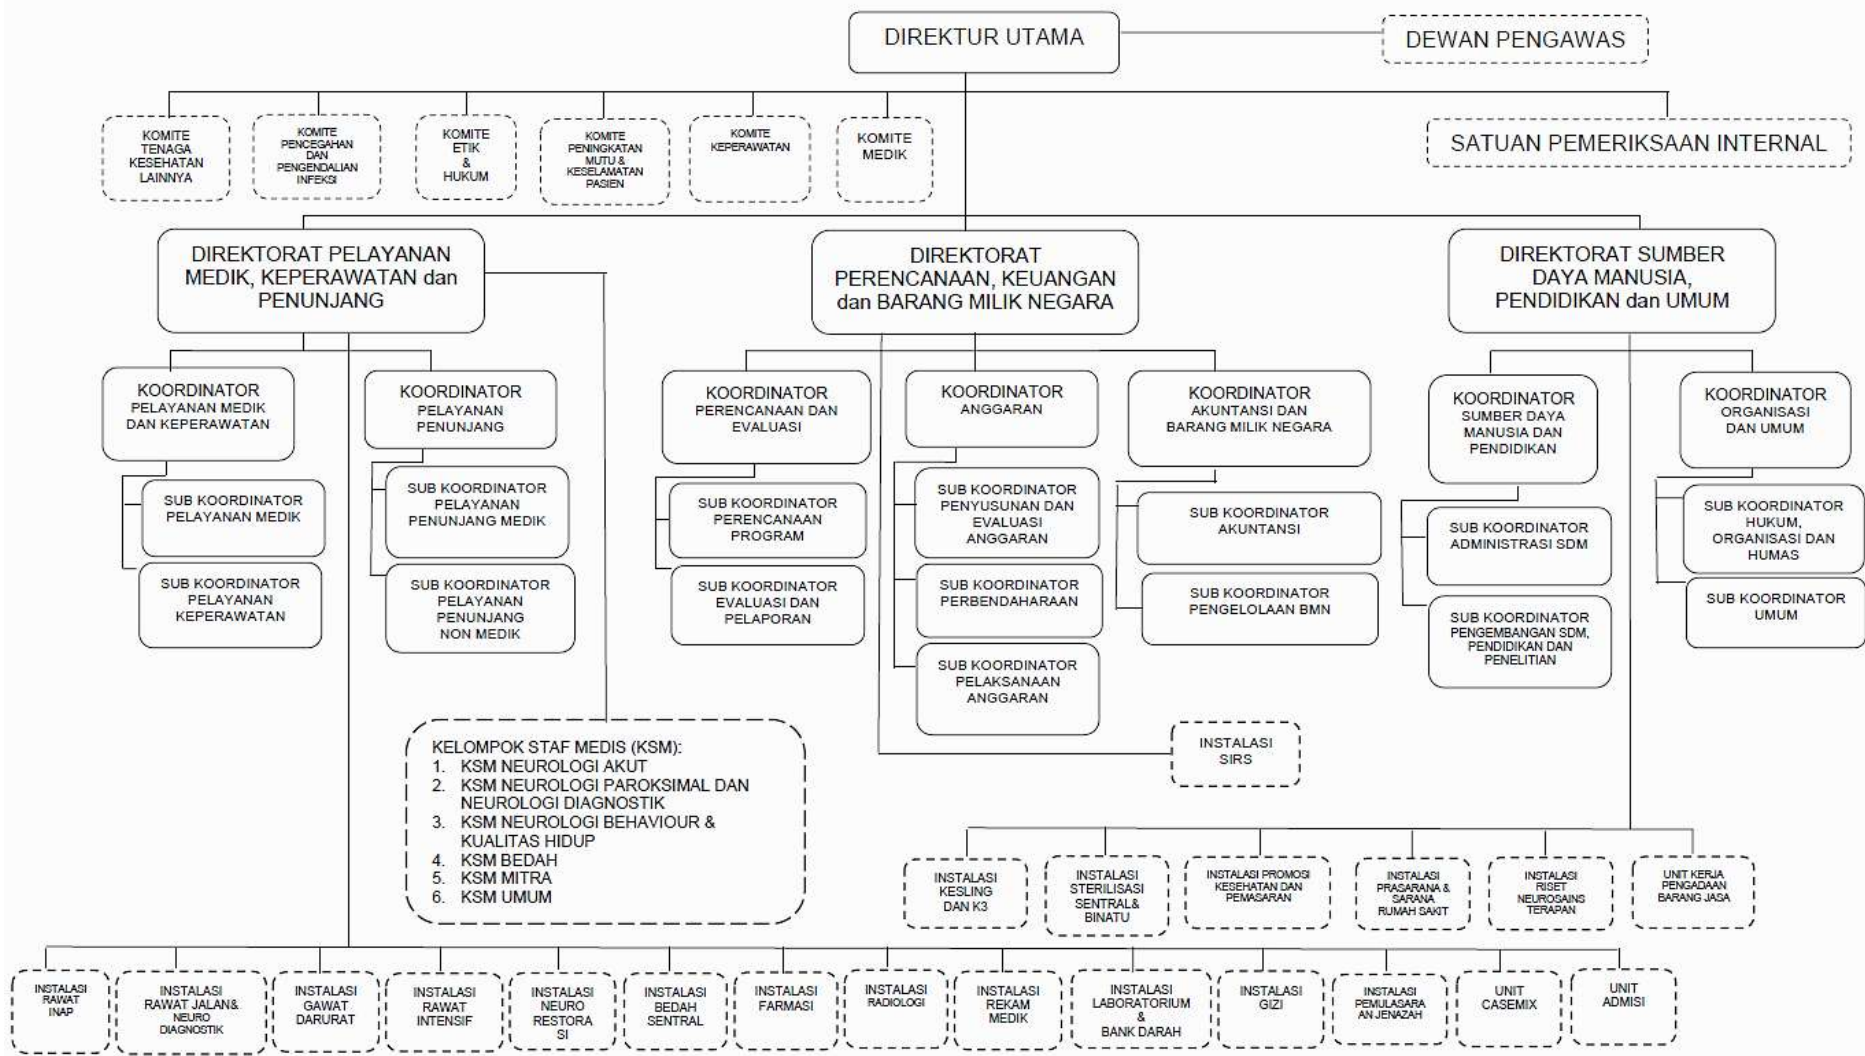 DIREKTUR UTAMA
DEWAN PENGAWAS
KOMITE
TENAGA
KESEHATAN
LAINNYA
KOMITE
PENCEGAHAN
DAN
PENGENDALIAN
INFEKSI
KOMITE
ETIK
&
HUKUM
KOMITE
PENINGKATAN
MUTU &
KESELAMATAN
PASIEN
KOMITE
KEPERAWATAN
KOMITE
MEDIK
SATUAN PEMERIKSAAN INTERNAL
DIREKTORAT PELAYANAN
MEDIK, KEPERAWATAN dan
PENUNJANG
DIREKTORAT
PERENCANAAN, KEUANGAN
dan BARANG MILIK NEGARA
DIREKTORAT SUMBER
DAYA MANUSIA,
PENDIDIKAN dan UMUM
KOORDINATOR
PELAYANAN MEDIK
DAN KEPERAWATAN
KOORDINATOR
PELAYANAN
PENUNJANG
KOORDINATOR
PERENCANAAN DAN
EVALUASI
KOORDINATOR
ANGGARAN
KOORDINATOR
AKUNTANSI DAN
BARANG MILIK NEGARA
KOORDINATOR
SUMBER DAYA
MANUSIA DAN
PENDIDIKAN
KOORDINATOR
ORGANISASI
DAN UMUM
SUB KOORDINATOR
PELAYANAN MEDIK
SUB KOORDINATOR
PELAYANAN
KEPERAWATAN
SUB KOORDINATOR
PELAYANAN
PENUNJANG MEDIK
SUB KOORDINATOR
PELAYANAN
PENUNJANG
NON MEDIK
SUB KOORDINATOR
PERENCANAAN
PROGRAM
SUB KOORDINATOR
EVALUASI DAN
PELAPORAN
SUB KOORDINATOR
PENYUSUNAN DAN
EVALUASI
ANGGARAN
SUB KOORDINATOR
PERBENDAHARAAN
SUB KOORDINATOR
PELAKSANAAN
ANGGARAN
SUB KOORDINATOR
AKUNTANSI
SUB KOORDINATOR
PENGELOLAAN BMN
SUB KOORDINATOR
ADMINISTRASI SDM
SUB KOORDINATOR
PENGEMBANGAN SDM,
PENDIDIKAN DAN
PENELITIAN
SUB KOORDINATOR
HUKUM,
ORGANISASI DAN
HUMAS
SUB KOORDINATOR
UMUM
KELOMPOK STAF MEDIS (KSM):
1. KSM NEUROLOGI AKUT
2. KSM NEUROLOGI PAROKSIMAL DAN
NEUROLOGI DIAGNOSTIK
3. KSM NEUROLOGI BEHAVIOUR &
KUALITAS HIDUP
4. KSM BEDAH
5. KSM MITRA
6. KSM UMUM
INSTALASI
SIRS
INSTALASI
KESLING
DAN K3
INSTALASI
STERILISASI
SENTRAL&
BINATU
INSTALASI PROMOSI
KESEHATAN DAN
PEMASARAN
INSTALASI
PRASARANA &
SARANA
RUMAH SAKIT
INSTALASI
RISET
NEUROSAINS
TERAPAN
UNIT KERJA
PENGADAAN
BARANG JASA
INSTALASI
RAWAT
INAP
INSTALASI
RAWAT JALAN&
NEURO
DIAGNOSTIK
INSTALASI
GAWAT
DARURAT
INSTALASI
RAWAT
INTENSIF
INSTALASI
NEURO
RESTORA
SI
INSTALASI
BEDAH
SENTRAL
INSTALASI
FARMASI
INSTALASI
RADIOLOGI
INSTALASI
REKAM
MEDIK
INSTALASI
LABORATORIUM
&
BANK DARAH
INSTALASI
GIZI
INSTALASI
PEMULASARA
AN JENAZAH
UNIT
CASEMIX
UNIT
ADMISI